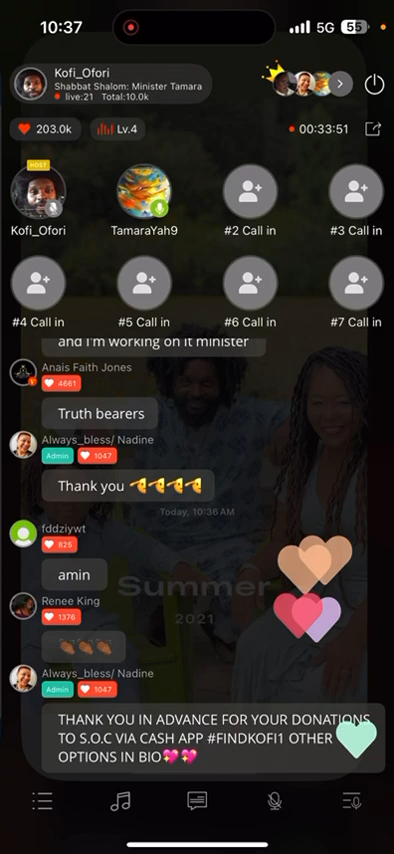 10:37
5G
55
Kofi_Ofori
Shabbat Shalom: Minister Tamara
live:21 Total:10.0k
203.0k
Lv.4
00:33:51
HOST
Kofi_Ofori
TamaraYah9
#2 Call in
#3 Call in
#4 Call in
#5 Call in
#6 Call in
#7 Call in
and I'm working on it minister
Anais Faith Jones
4661
Truth bearers
Always_bless/ Nadine
Admin
1047
Thank you 🫡🫡🫡🫡
Today, 10:36 AM
fddziywt
825
amin
Summer
2021
Renee King
1376
👏🏾👏🏾👏🏾
Always_bless/ Nadine
Admin
1047
THANK YOU IN ADVANCE FOR YOUR DONATIONS
TO S.O.C VIA CASH APP #FINDKOFI1 OTHER
OPTIONS IN BIO💖💖